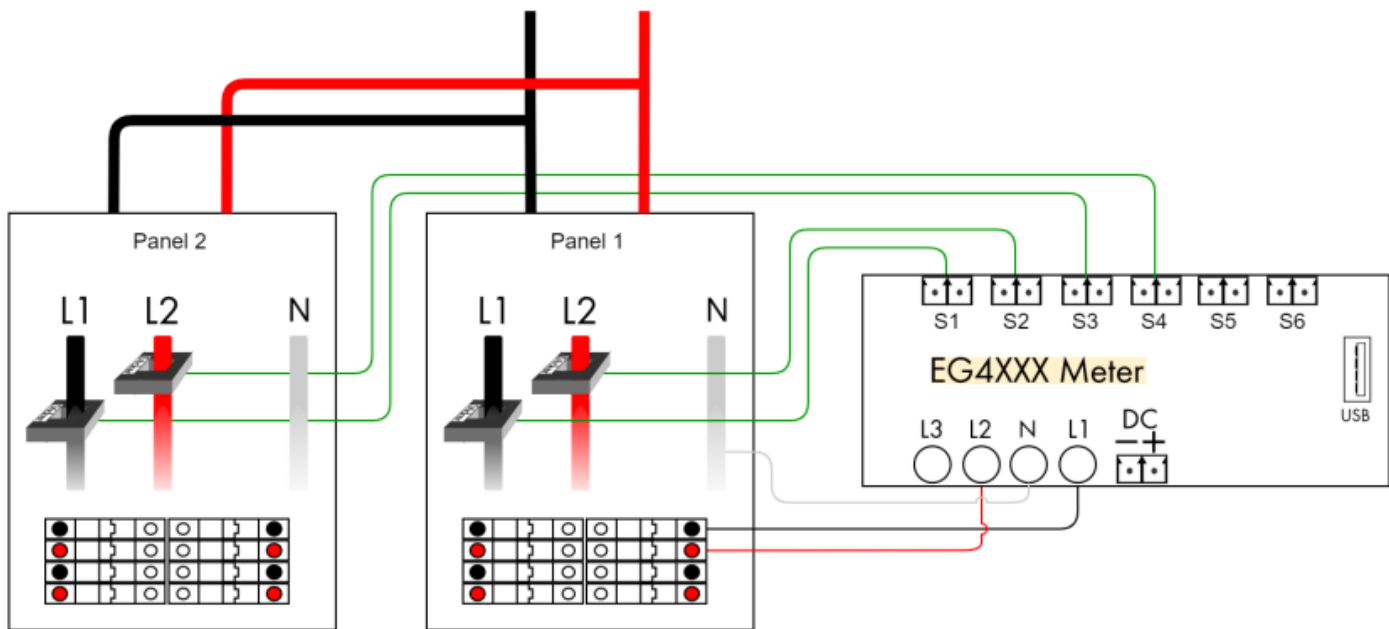 Panel 2
Panel 1
L1 L2 N
L1 L2 N
S1 S2 S3 S4 S5 S6
EG4XXX Meter
USB
L3 L2 N L1 DC
− +